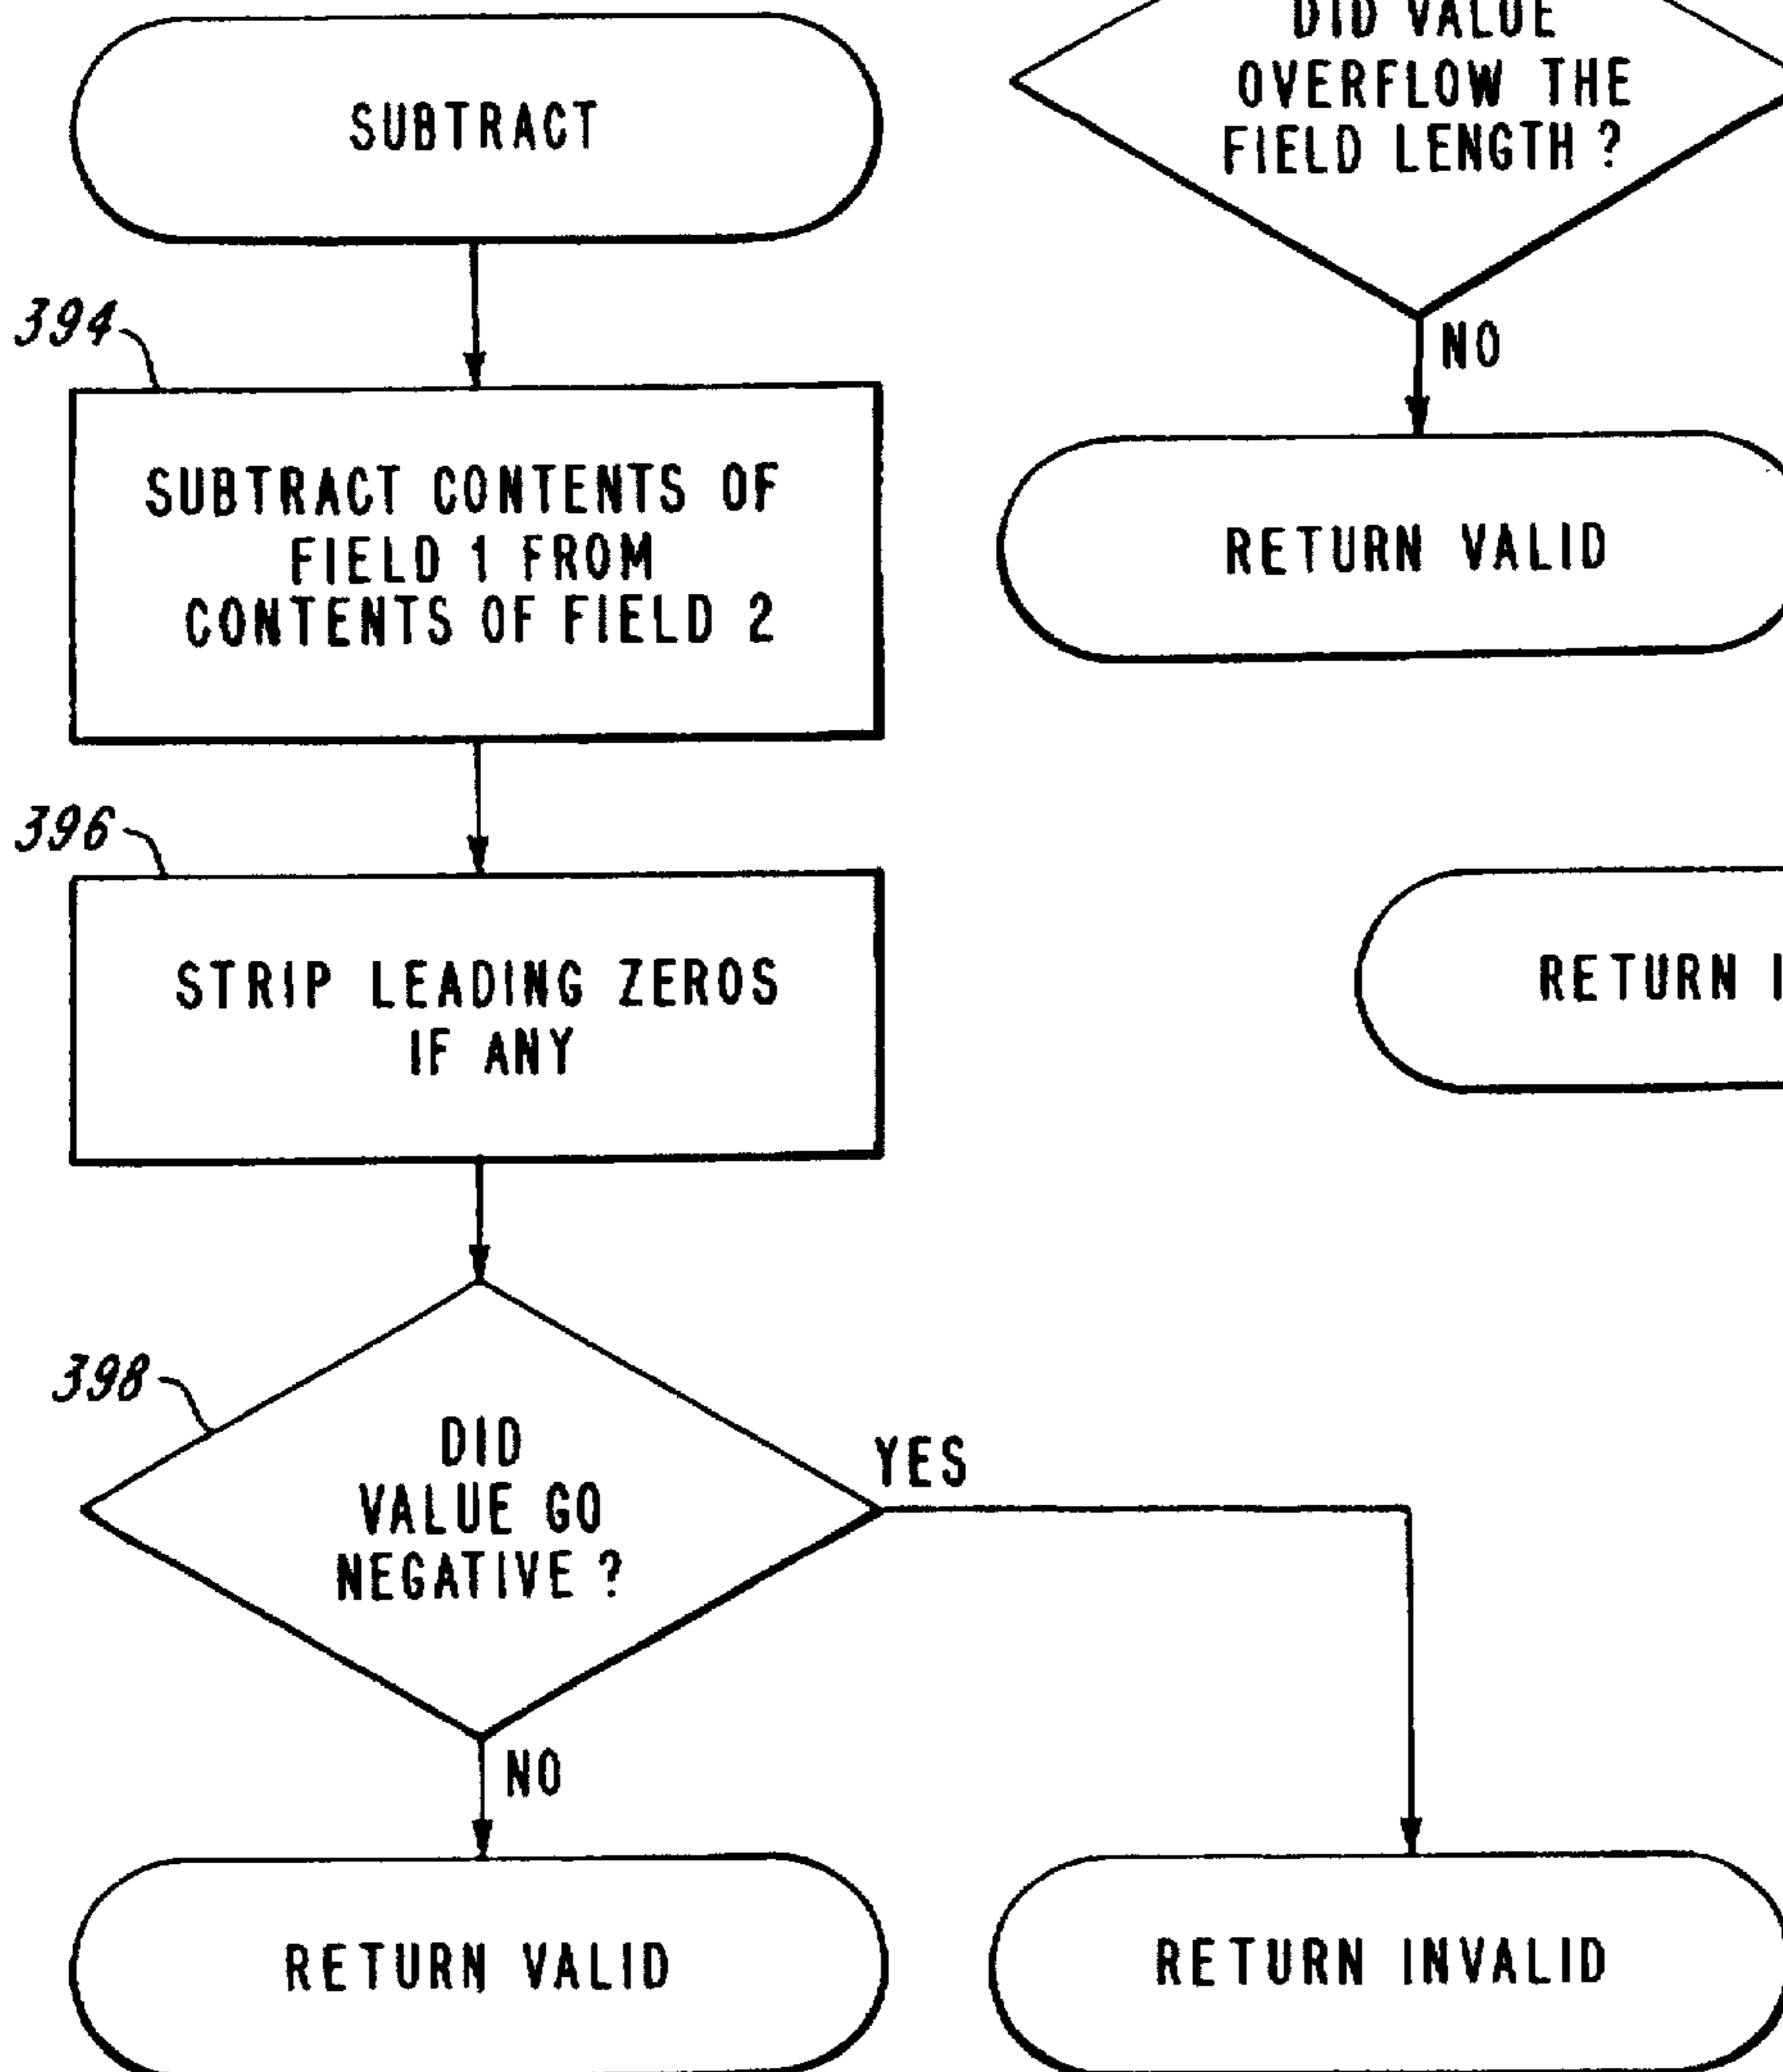 SUBTRACT
394
SUBTRACT CONTENTS OF
FIELD 1 FROM
CONTENTS OF FIELD 2
396
STRIP LEADING ZEROS
IF ANY
398
DID
VALUE GO
NEGATIVE ?
YES
NO
RETURN VALID
RETURN INVALID
DID VALUE
OVERFLOW THE
FIELD LENGTH ?
NO
RETURN VALID
RETURN